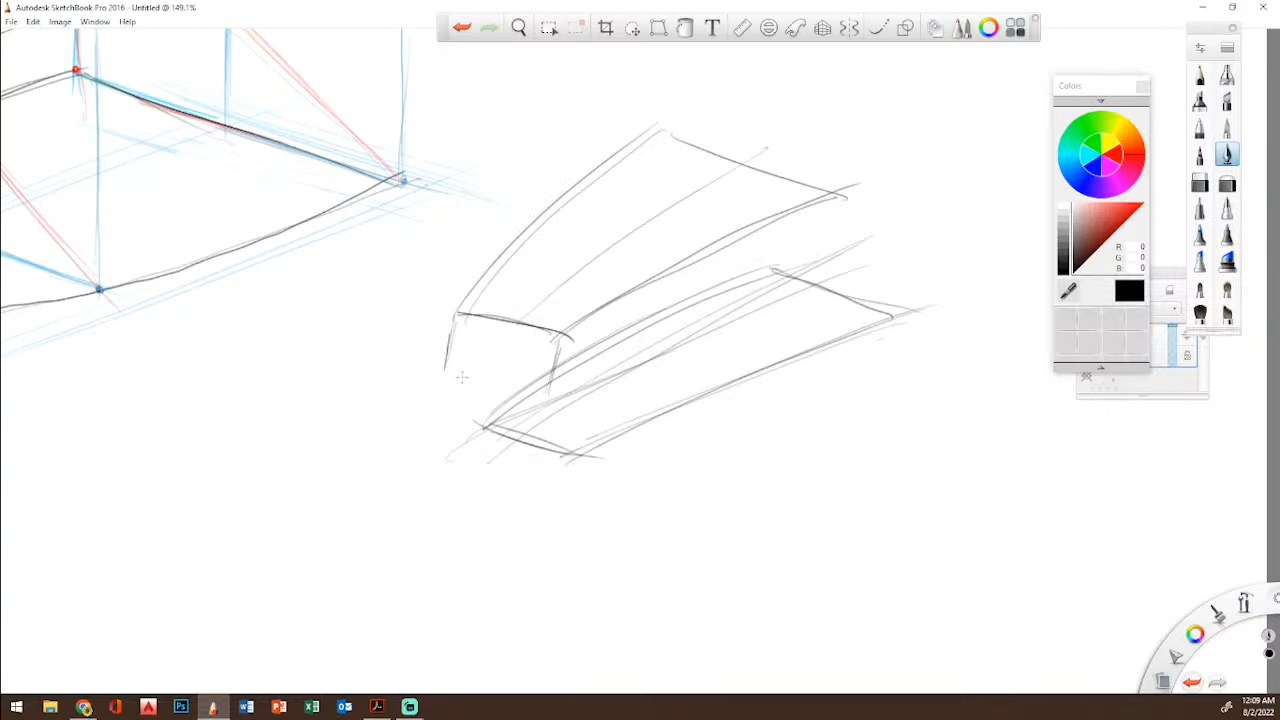 Autodesk SketchBook Pro 2016 - Untitled @ 149.1%
File Edit Image Window Help
T
Colors
R: 0
G: 0
B: 0
12:09 AM
8/2/2022